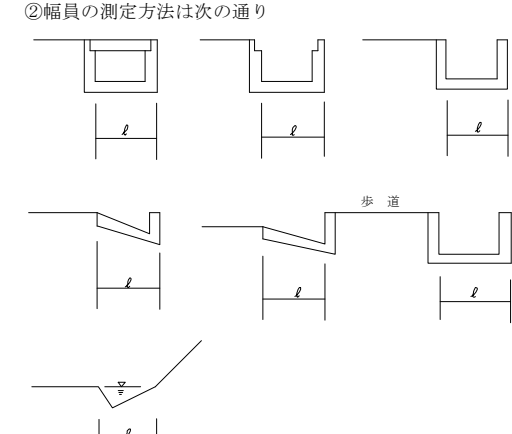 ②幅員の測定方法は次の通り
ℓ ℓ ℓ
歩 道
ℓ ℓ ℓ
ℓ